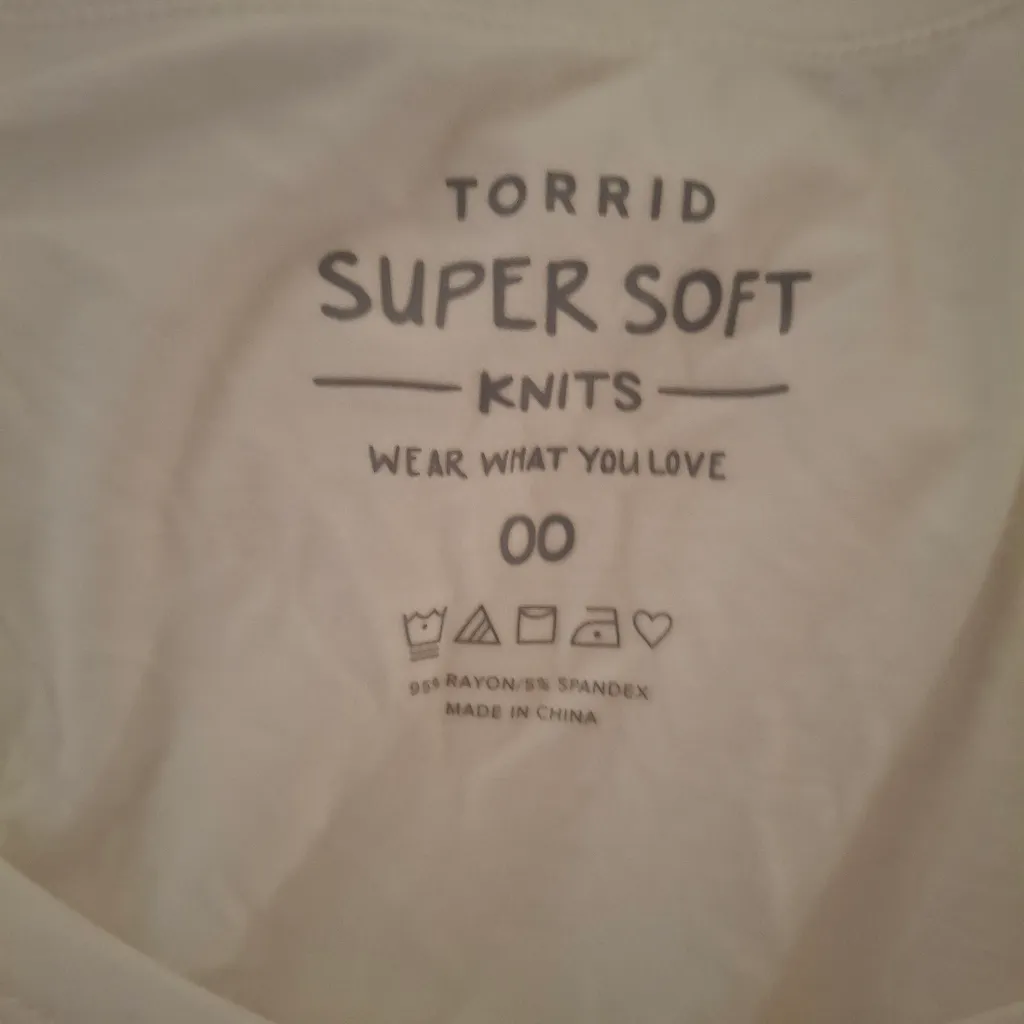 TORRID
SUPER SOFT
KNITS
WEAR WHAT YOU LOVE
00
95% RAYON/5% SPANDEX
MADE IN CHINA